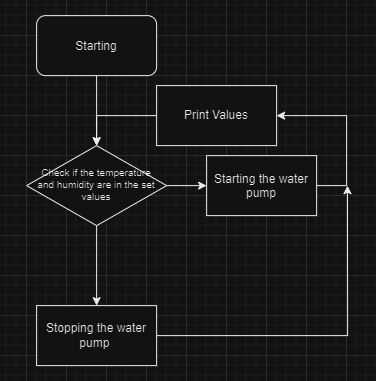 Starting
Print Values
Check if the temperature
and humidity are in the set
values
Starting the water
pump
Stopping the water
pump